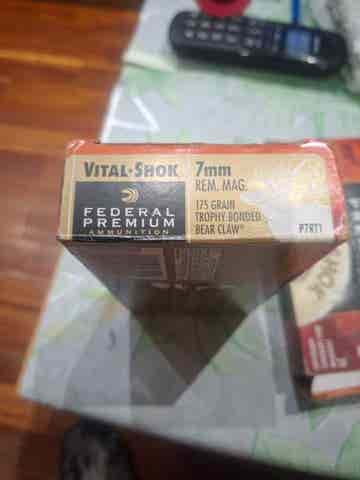 VITAL·SHOK
FEDERAL
PREMIUM
AMMUNITION
7mm
REM. MAG.
175 GRAIN
TROPHY BONDED
BEAR CLAW®
P7RT1